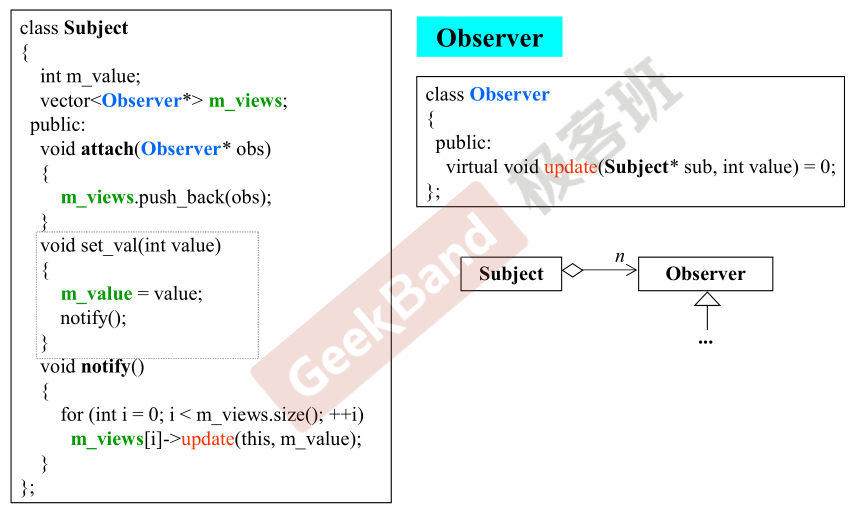 class Subject
{
int m_value;
vector<Observer*> m_views;
public:
void attach(Observer* obs)
{
m_views.push_back(obs);
}
void set_val(int value)
{
m_value = value;
notify();
}
void notify()
{
for (int i = 0; i < m_views.size(); ++i)
m_views[i]->update(this, m_value);
}
};
Observer
class Observer
{
public:
virtual void update(Subject* sub, int value) = 0;
};
Subject
n
Observer
...
GeekBand 极客班